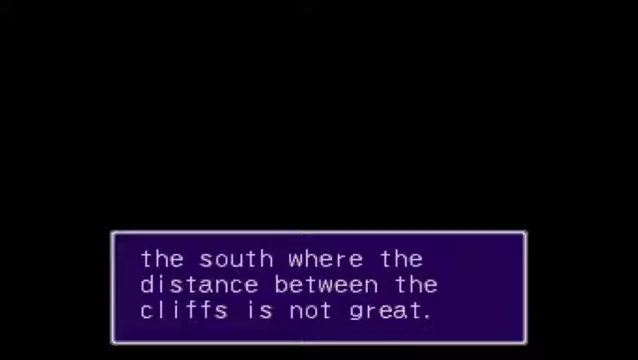 the south where the
distance between the
cliffs is not great.